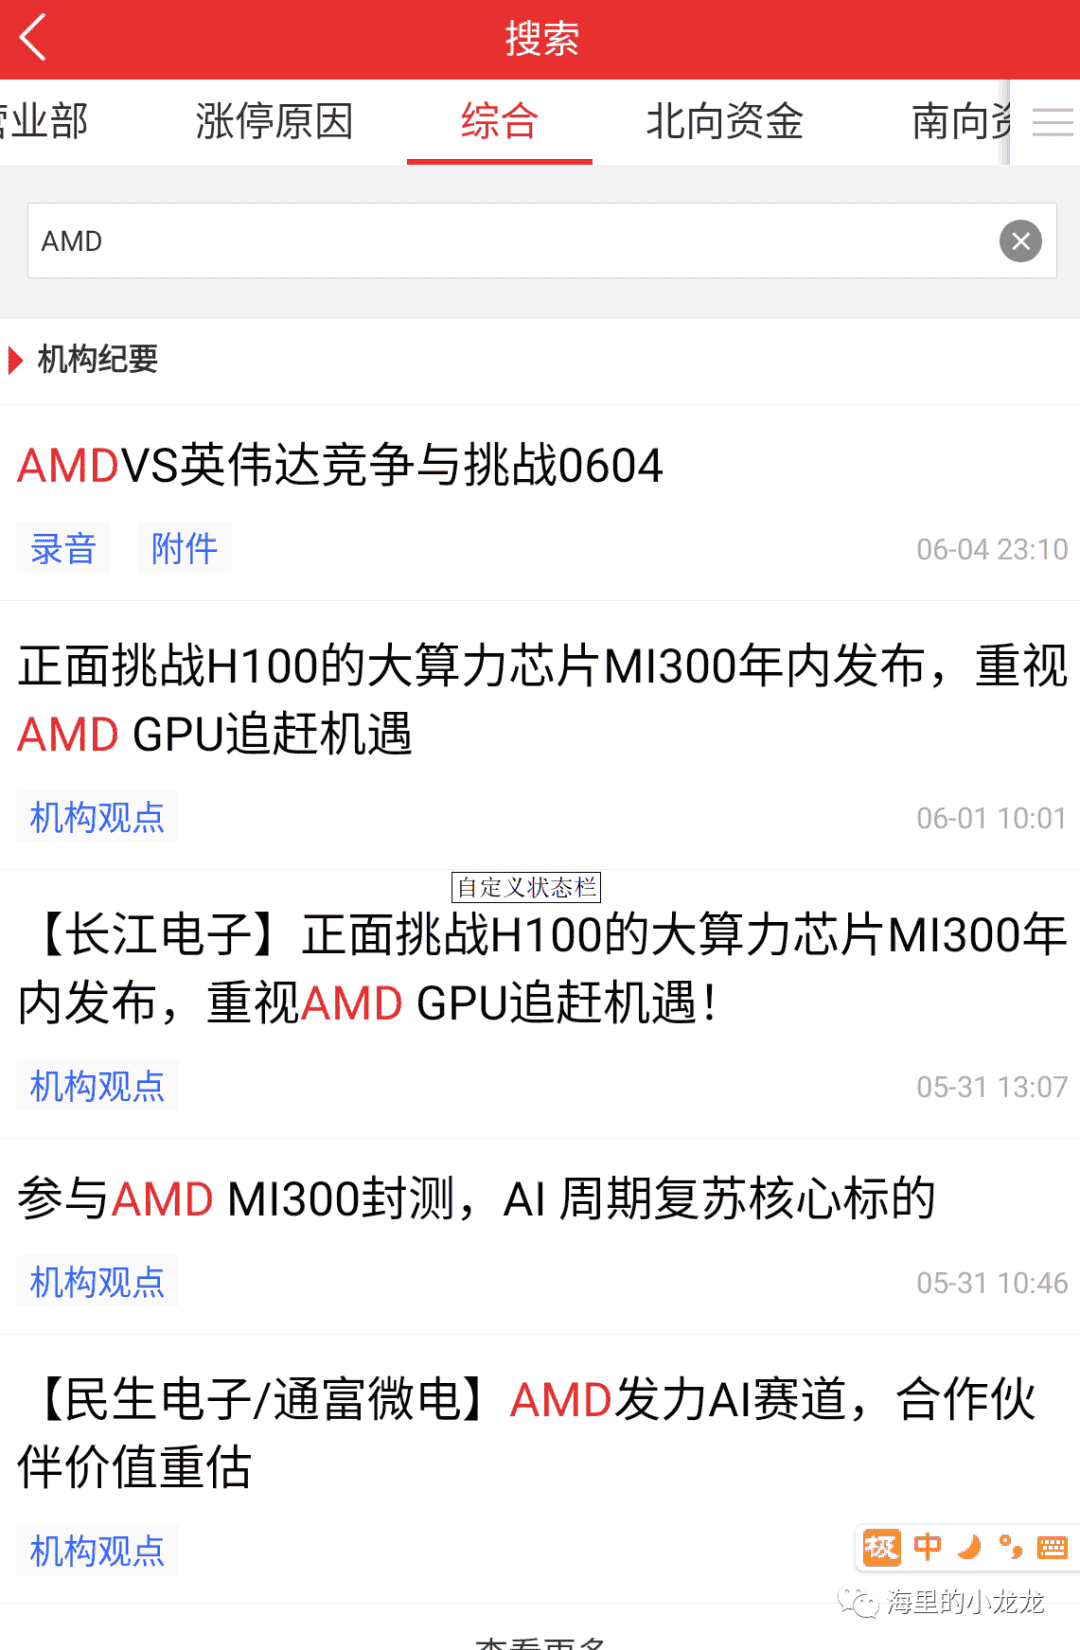 搜索
营业部 涨停原因 综合 北向资金 南向资
AMD
机构纪要
AMDVS英伟达竞争与挑战0604
录音 附件 06-04 23:10
正面挑战H100的大算力芯片MI300年内发布，重视
AMD GPU追赶机遇
机构观点 06-01 10:01
自定义状态栏
【长江电子】正面挑战H100的大算力芯片MI300年
内发布，重视AMD GPU追赶机遇！
机构观点 05-31 13:07
参与AMD MI300封测，AI 周期复苏核心标的
机构观点 05-31 10:46
【民生电子/通富微电】AMD发力AI赛道，合作伙
伴价值重估
机构观点
极 中
海里的小龙龙
查看更多